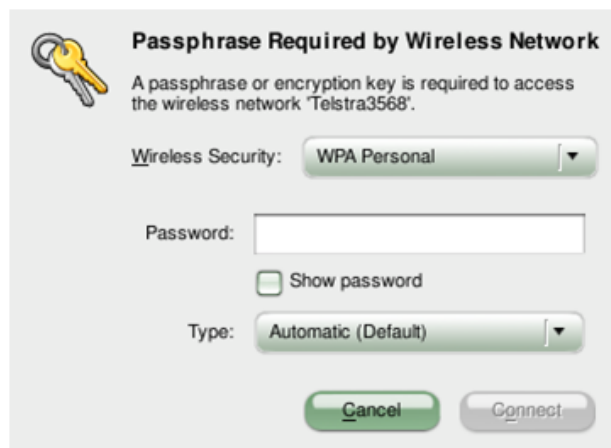 Passphrase Required by Wireless Network
A passphrase or encryption key is required to access
the wireless network 'Telstra3568'.
Wireless Security: WPA Personal
Password:
Show password
Type: Automatic (Default)
Cancel Connect